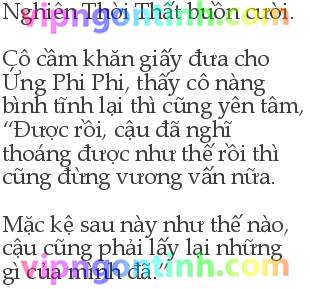 Nghiên Thời Thất buồn cười.
vipngontinh.com
Cô cầm khăn giấy đưa cho
Ứng Phi Phi, thấy cô nàng
bình tĩnh lại thì cũng yên tâm,
“Được rồi, cậu đã nghĩ
thoáng được như thế rồi thì
cũng đừng vương vấn nữa.
Mặc kệ sau này như thế nào,
cậu cũng phải lấy lại những
gì của mình đã.”
vipngontinh.com